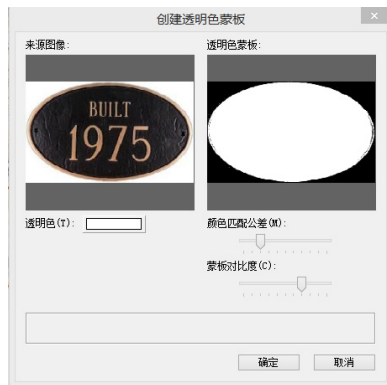 创建透明色蒙板
来源图像:
透明色蒙板:
BUILT
1975
透明色(T):
颜色匹配公差(M):
蒙板对比度(C):
确定
取消